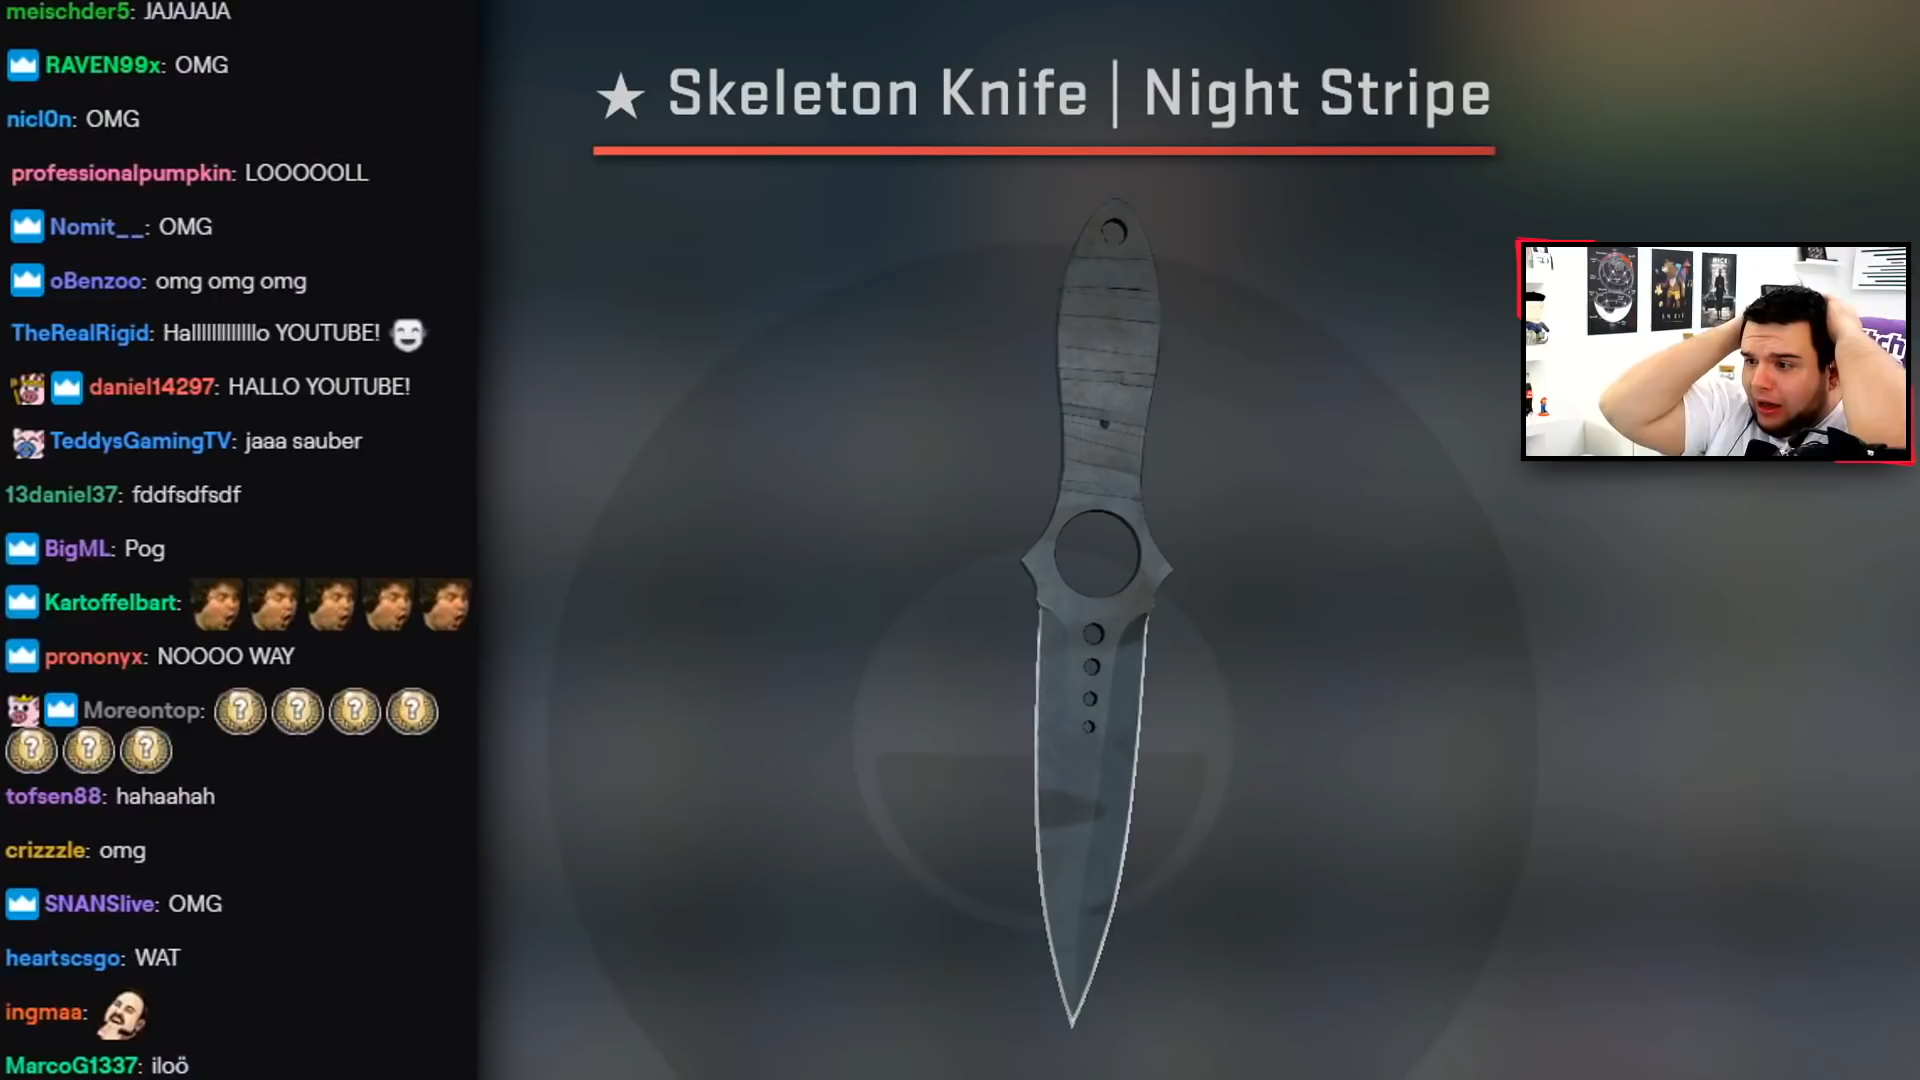 meischder5: JAJAJAJA
RAVEN99x: OMG
nicl0n: OMG
professionalpumpkin: LOOOOOLL
Nomit__: OMG
oBenzoo: omg omg omg
TheRealRigid: Halllllllllllllo YOUTUBE!
daniel14297: HALLO YOUTUBE!
TeddysGamingTV: jaaa sauber
13daniel37: fddfsdfsdf
BigML: Pog
Kartoffelbart:
prononyx: NOOOO WAY
Moreontop: ? ? ? ?
? ? ?
tofsen88: hahaahah
crizzzle: omg
SNANSlive: OMG
heartscsgo: WAT
ingmaa:
MarcoG1337: iloö
★ Skeleton Knife | Night Stripe